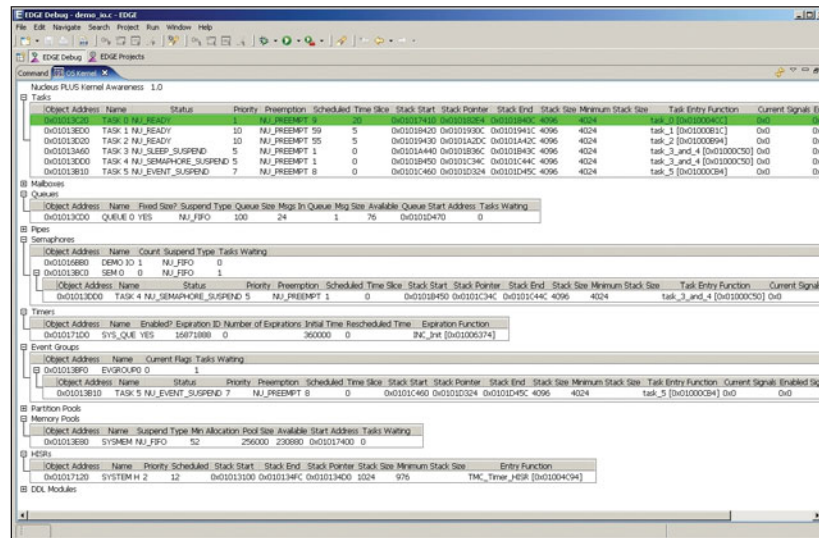 EDGE Debug - demo_io.c - EDGE
File Edit Navigate Search Project Run Window Help
EDGE Debug EDGE Projects
Command OS Kernel
Nucleus PLUS Kernel Awareness 1.0
Tasks
Object Address Name Status Priority Preemption Scheduled Time Slice Stack Start Stack Pointer Stack End Stack Size Minimum Stack Size Task Entry Function Current Signals
0x01013C20 TASK 0 NU_READY 1 NU_PREEMPT 9 20 0x01017410 0x010182E4 0x0101840C 4096 4024 task_0 [0x010004CC] 0x0
0x01013ED0 TASK 1 NU_READY 10 NU_PREEMPT 59 5 0x01018420 0x0101930C 0x0101941C 4096 4024 task_1 [0x01000B1C] 0x0
0x01013D20 TASK 2 NU_READY 10 NU_PREEMPT 55 5 0x01019430 0x0101A2DC 0x0101A42C 4096 4024 task_2 [0x01000B94] 0x0
0x01013A60 TASK 3 NU_SLEEP_SUSPEND 5 NU_PREEMPT 1 0 0x0101A440 0x0101B36C 0x0101B43C 4096 4024 task_3_and_4 [0x01000C50] 0x0
0x01013DD0 TASK 4 NU_SEMAPHORE_SUSPEND 5 NU_PREEMPT 1 0 0x0101B450 0x0101C34C 0x0101C44C 4096 4024 task_3_and_4 [0x01000C50] 0x0
0x01013B10 TASK 5 NU_EVENT_SUSPEND 7 NU_PREEMPT 8 0 0x0101C460 0x0101D324 0x0101D45C 4096 4024 task_5 [0x01000CB4] 0x0
Mailboxes
Queues
Object Address Name Fixed Size? Suspend Type Queue Size Msgs In Queue Msg Size Available Queue Start Address Tasks Waiting
0x01013CD0 QUEUE 0 YES NU_FIFO 100 24 1 76 0x0101D470 0
Pipes
Semaphores
Object Address Name Count Suspend Type Tasks Waiting
0x01016BB0 DEMO IO 1 NU_FIFO 0
0x01013BC0 SEM 0 0 NU_FIFO 1
Object Address Name Status Priority Preemption Scheduled Time Slice Stack Start Stack Pointer Stack End Stack Size Minimum Stack Size Task Entry Function Current Signals
0x01013DD0 TASK 4 NU_SEMAPHORE_SUSPEND 5 NU_PREEMPT 1 0 0x0101B450 0x0101C34C 0x0101C44C 4096 4024 task_3_and_4 [0x01000C50] 0x0
Timers
Object Address Name Enabled? Expiration ID Number of Expirations Initial Time Rescheduled Time Expiration Function
0x010171D0 SYS_QUE YES 16871888 0 360000 0 INC_Init [0x01006374]
Event Groups
Object Address Name Current Flags Tasks Waiting
0x01013BF0 EVGROUP0 0 1
Object Address Name Status Priority Preemption Scheduled Time Slice Stack Start Stack Pointer Stack End Stack Size Minimum Stack Size Task Entry Function Current Signals Enabled
0x01013B10 TASK 5 NU_EVENT_SUSPEND 7 NU_PREEMPT 8 0 0x0101C460 0x0101D324 0x0101D45C 4096 4024 task_5 [0x01000CB4] 0x0 0x0
Partition Pools
Memory Pools
Object Address Name Suspend Type Min Allocation Pool Size Available Start Address Tasks Waiting
0x01013E80 SYSMEM NU_FIFO 52 256000 230880 0x01017400 0
HISRs
Object Address Name Priority Scheduled Stack Start Stack End Stack Pointer Stack Size Minimum Stack Size Entry Function
0x01017120 SYSTEM H 2 12 0x01013100 0x010134FC 0x010134D0 1024 976 TMC_Timer_HISR [0x01004C94]
DDL Modules